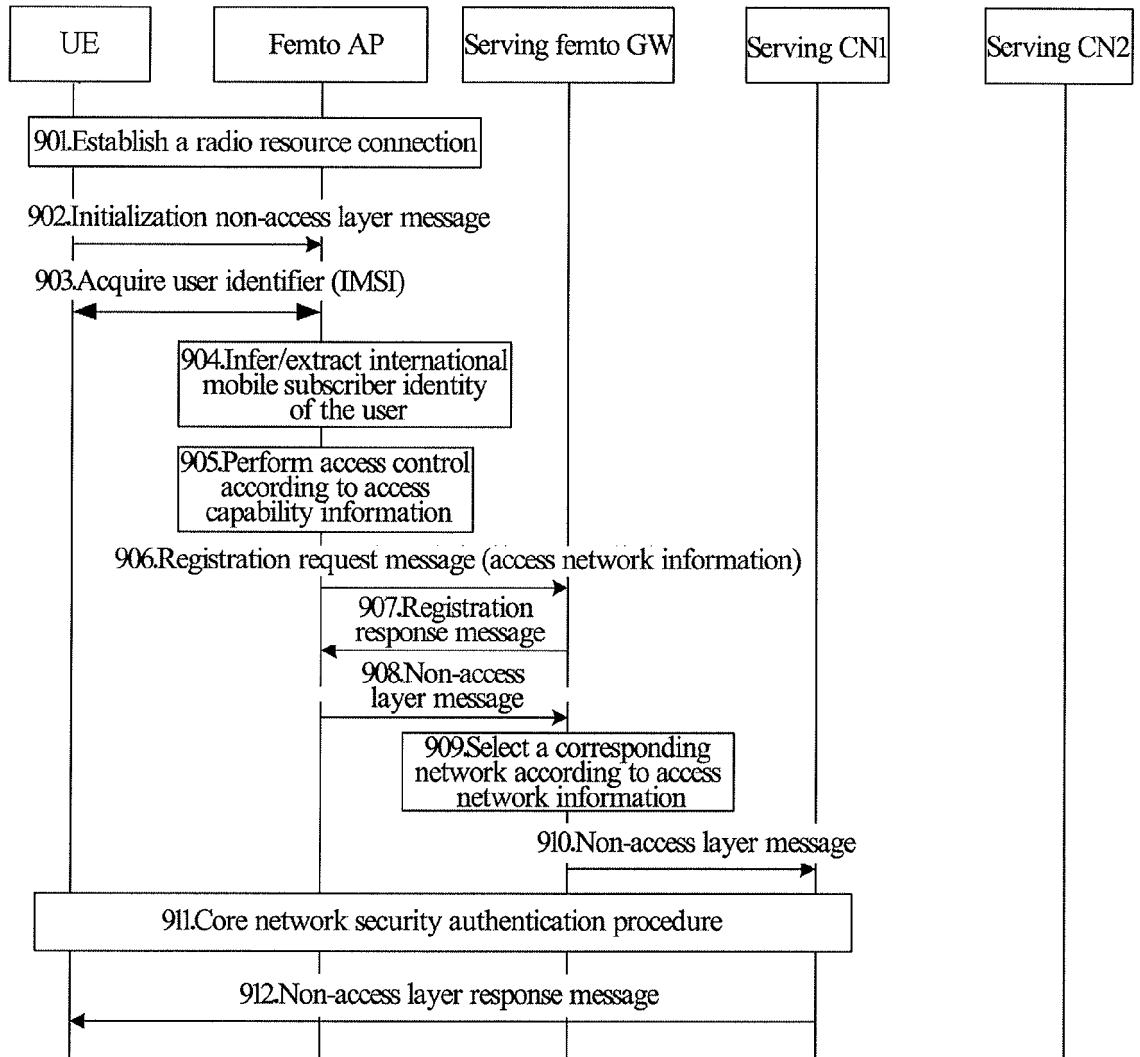 UE
Femto AP
Serving femto GW
Serving CN1
Serving CN2
901.Establish a radio resource connection
902.Initialization non-access layer message
903.Acquire user identifier (IMSI)
904.Infer/extract international
mobile subscriber identity
of the user
905.Perform access control
according to access
capability information
906.Registration request message (access network information)
907.Registration
response message
908.Non-access
layer message
909.Select a corresponding
network according to access
network information
910.Non-access layer message
911.Core network security authentication procedure
912.Non-access layer response message